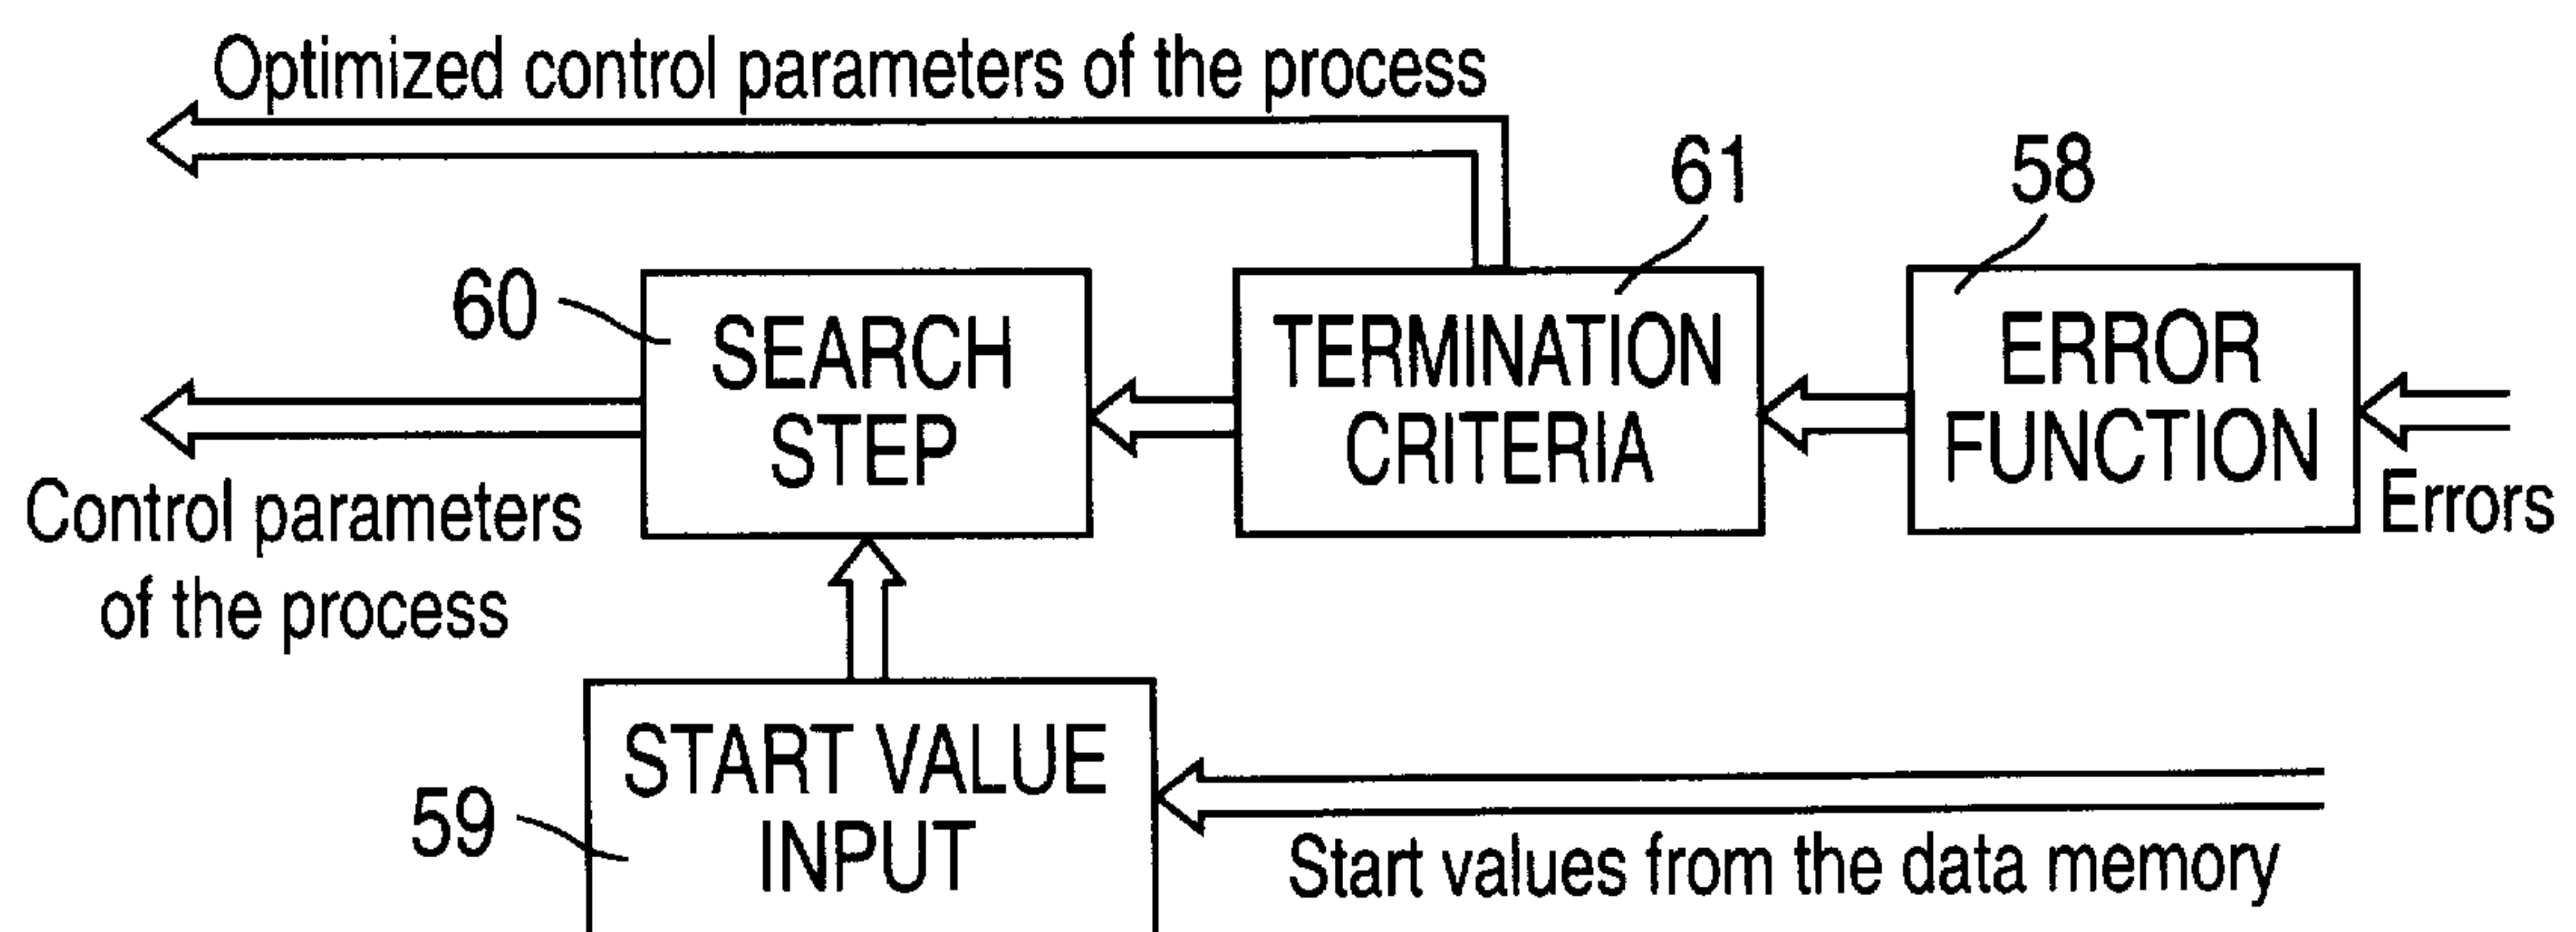 Optimized control parameters of the process
61
58
60
SEARCH
STEP
TERMINATION
CRITERIA
ERROR
FUNCTION
Errors
Control parameters
of the process
59
START VALUE
INPUT
Start values from the data memory